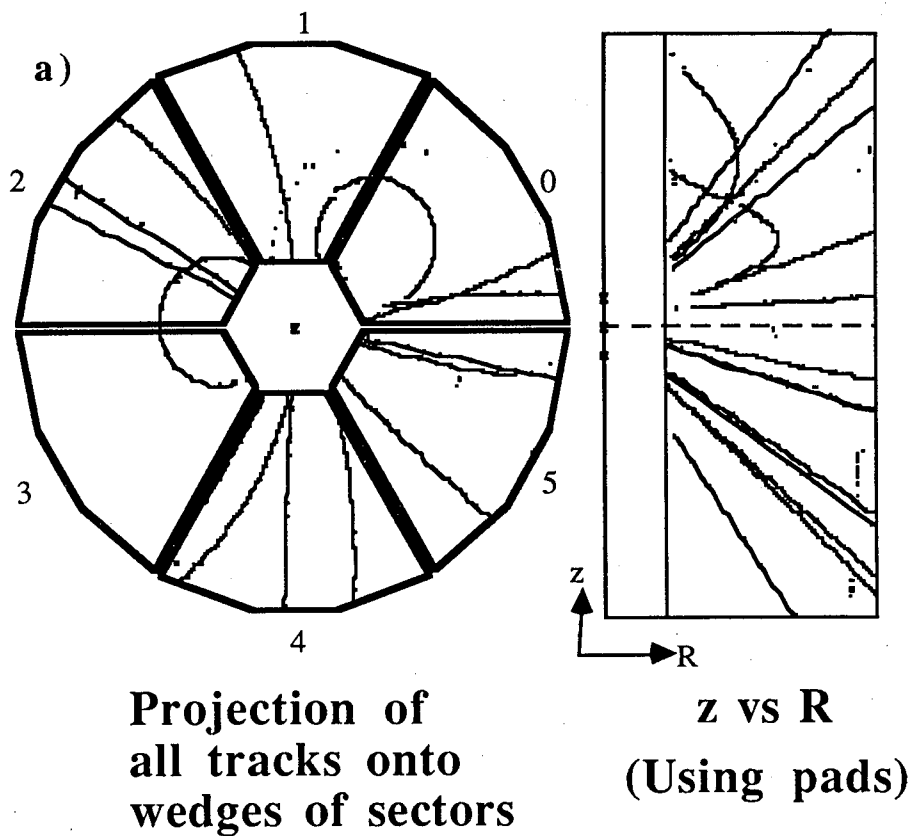 a)
1
2
0
3
5
4
z
z
R
Projection of
all tracks onto
wedges of sectors
z vs R
(Using pads)